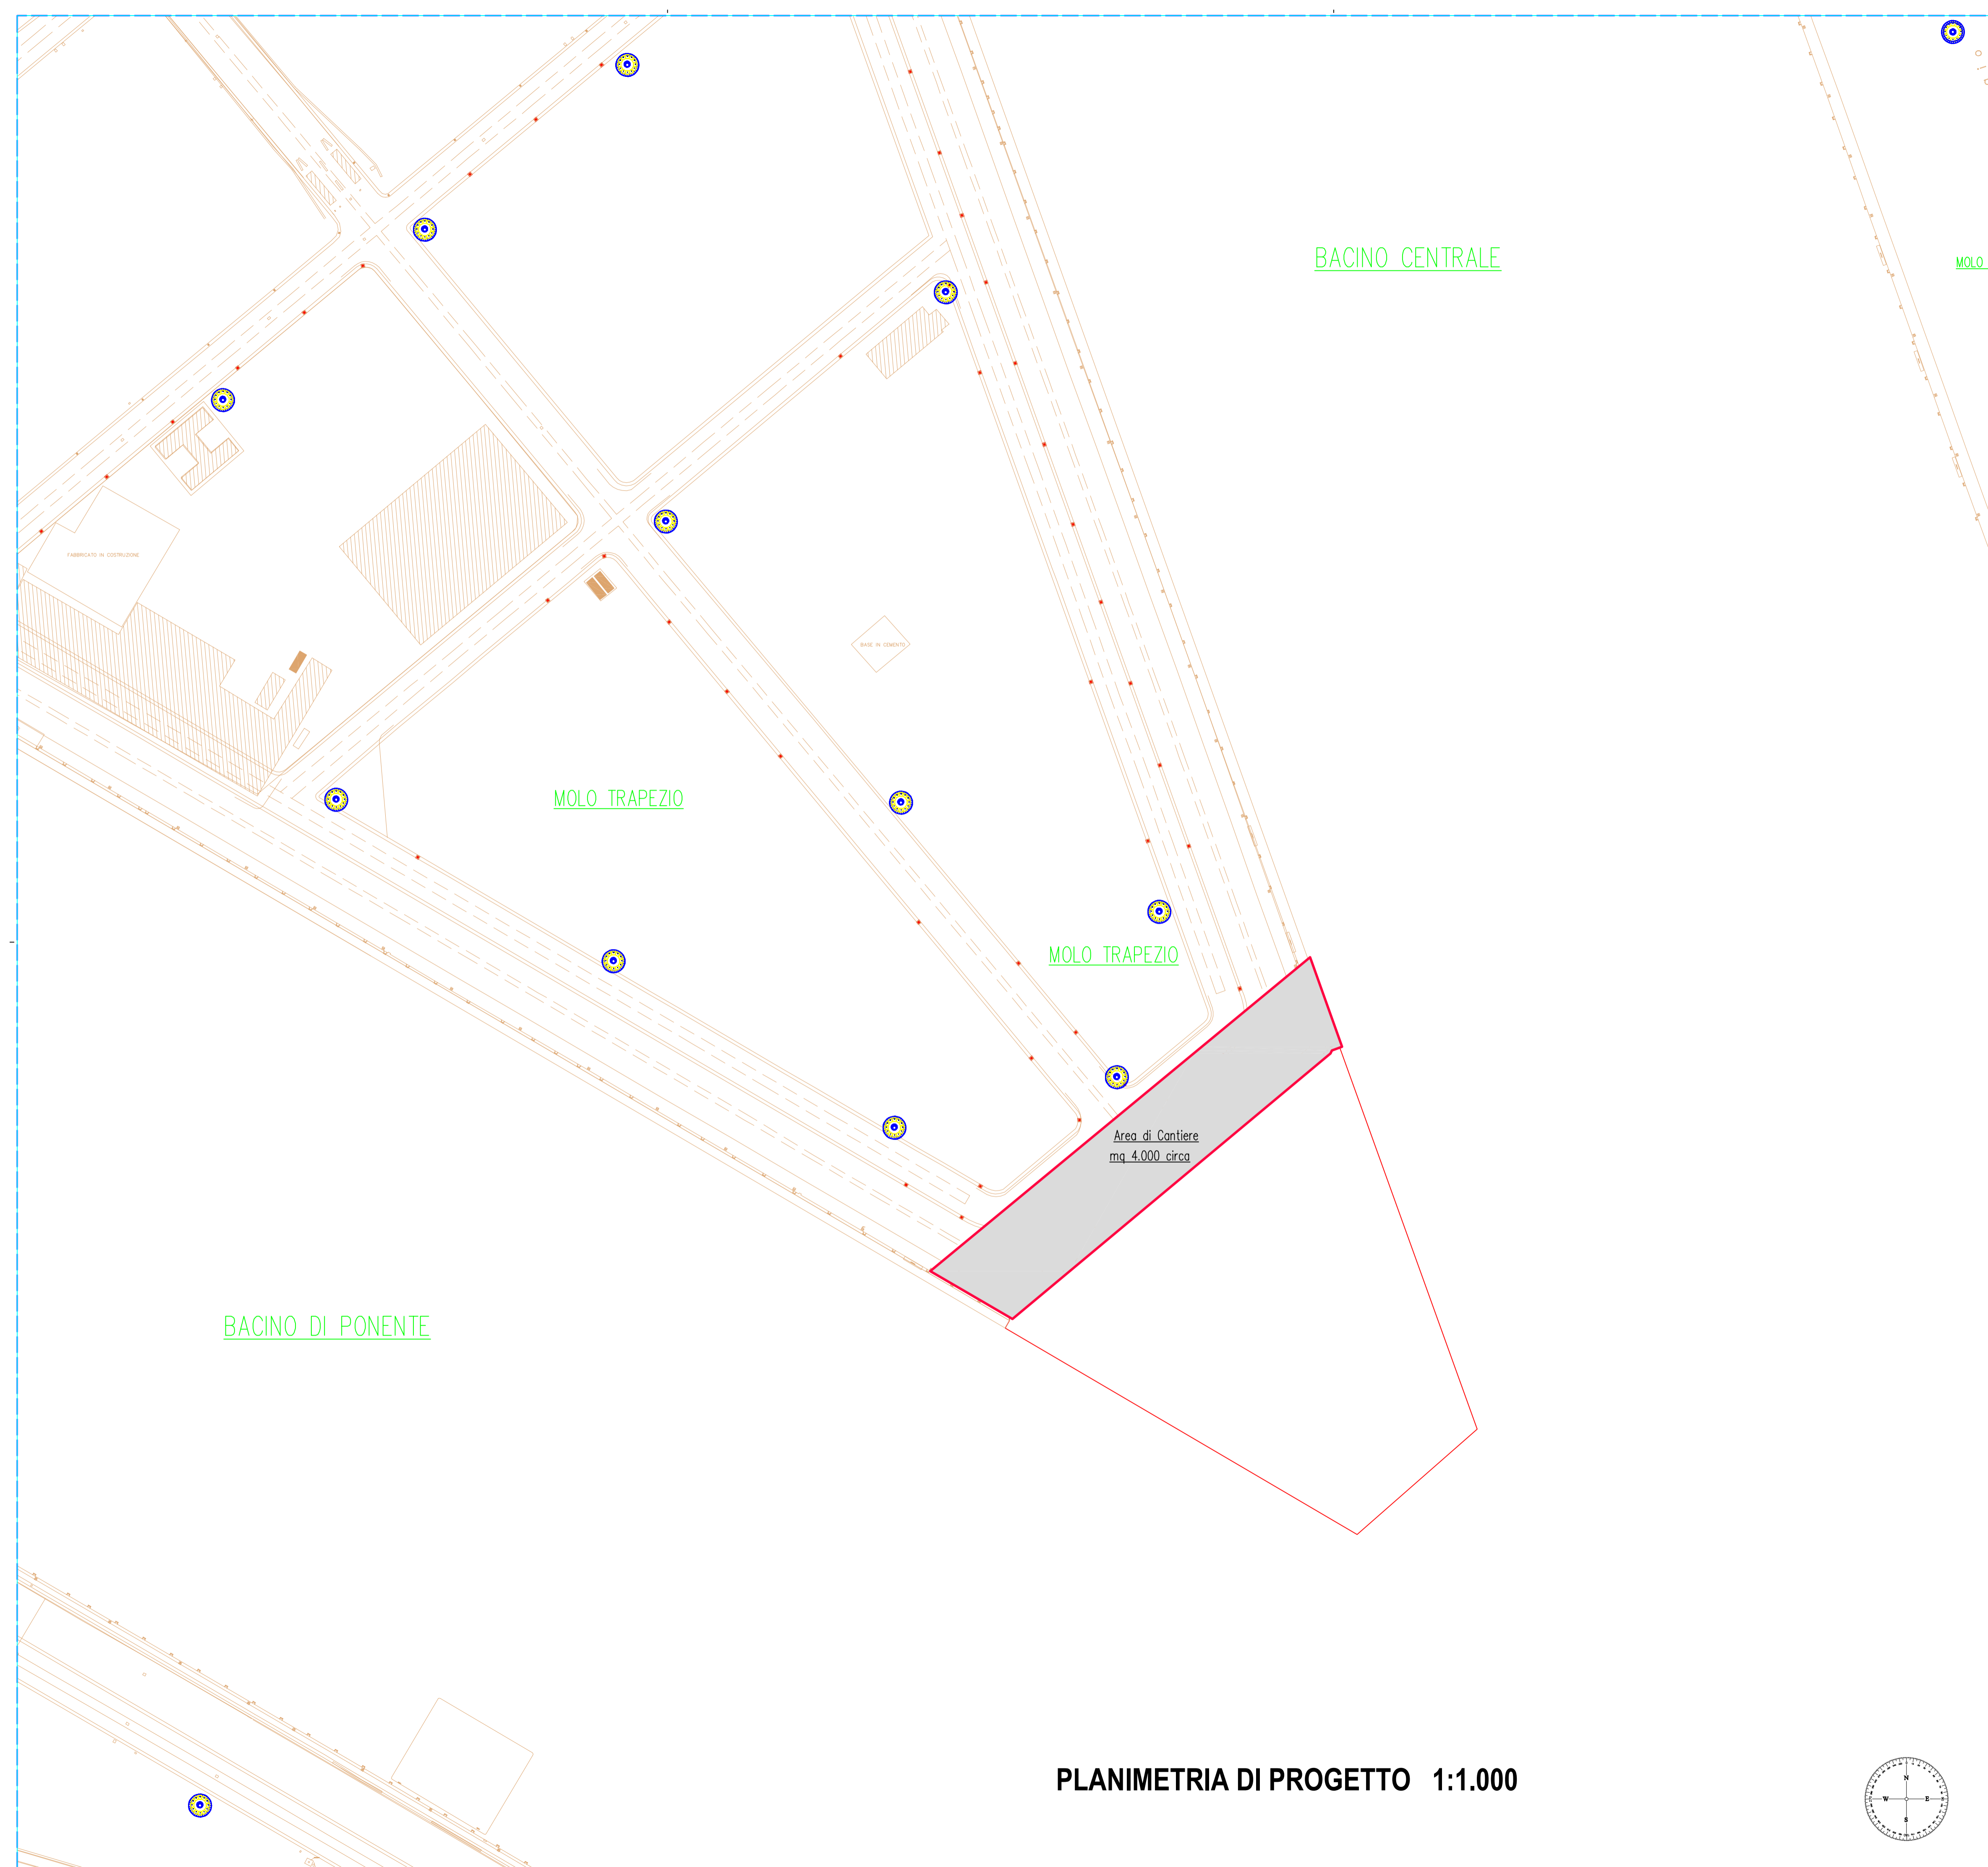 BACINO CENTRALE
MOLO
FABBRICATO IN COSTRUZIONE
BASE IN CEMENTO
MOLO TRAPEZIO
MOLO TRAPEZIO
Area di Cantiere
mq 4.000 circa
BACINO DI PONENTE
PLANIMETRIA DI PROGETTO 1:1.000
N
W E
S